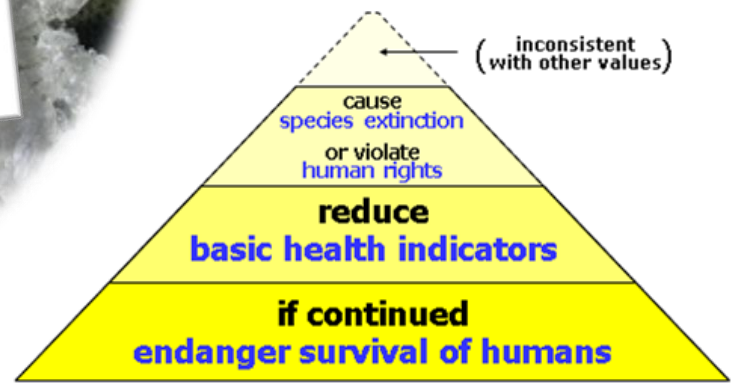 (inconsistent
with other values)
cause
species extinction
or violate
human rights
reduce
basic health indicators
if continued
endanger survival of humans